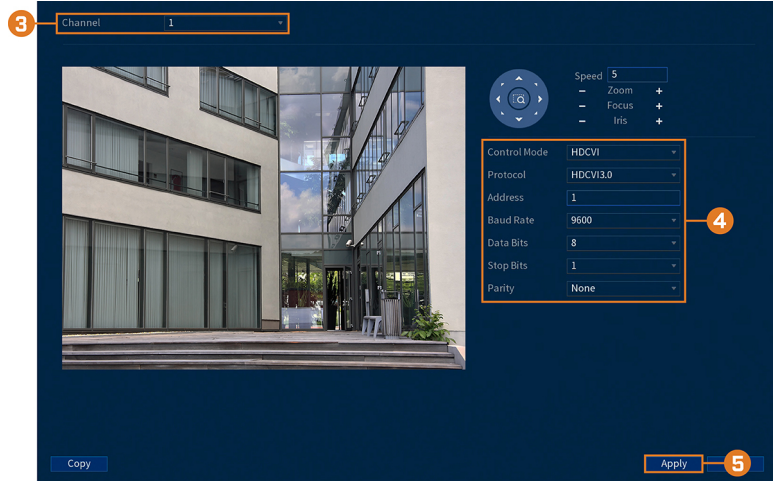 3
Channel 1
Speed 5
- Zoom +
- Focus +
- Iris +
Control Mode HDCVI
Protocol HDCVI3.0
Address 1
Baud Rate 9600
4
Data Bits 8
Stop Bits 1
Parity None
Copy
Apply
5